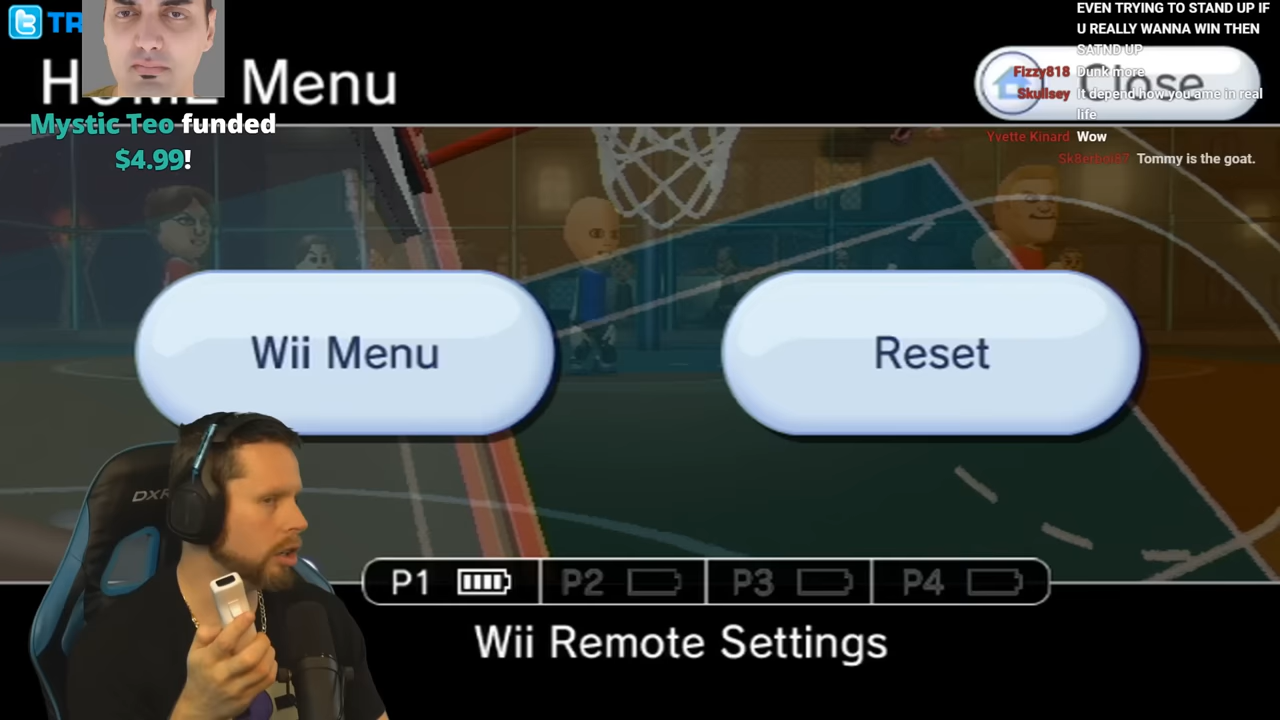 TR
HOME Menu
Mystic Teo funded
$4.99!
EVEN TRYING TO STAND UP IF
U REALLY WANNA WIN THEN
SATND UP
Fizzy818 Dunk more
Skullsey It depend how you ame in real
life
Yvette Kinard Wow
Tommy is the goat.
Close
Wii Menu
Reset
DXR
P1 P2 P3 P4
Wii Remote Settings